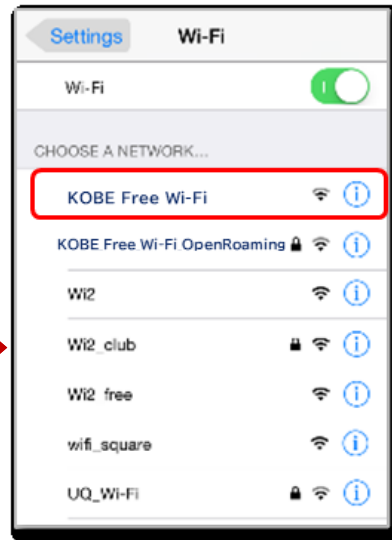 Settings Wi-Fi
Wi-Fi
CHOOSE A NETWORK...
KOBE Free Wi-Fi
KOBE Free Wi-Fi OpenRoaming
Wi2
Wi2_club
Wi2_free
wifi_square
UQ_Wi-Fi